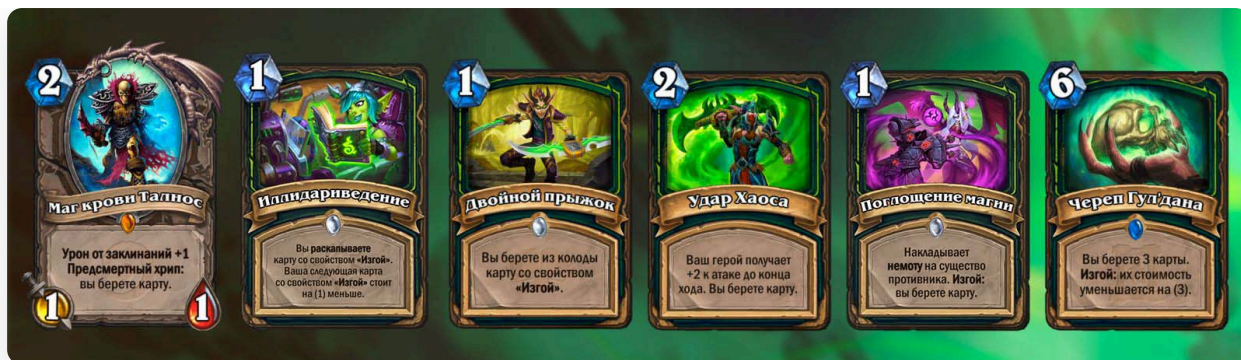 2
Маг крови Талнос
Урон от заклинаний +1
Предсмертный хрип:
вы берете карту.
1
1
1
Иллидариведение
Вы раскапываете
карту со свойством «Изгой».
Ваша следующая карта
со свойством «Изгой» стоит
на (1) меньше.
1
Двойной прыжок
Вы берете из колоды
карту со свойством
«Изгой».
2
Удар Хаоса
Ваш герой получает
+2 к атаке до конца
хода. Вы берете карту.
1
Поглощение магии
Накладывает
немоту на существо
противника. Изгой:
вы берете карту.
6
Череп Гул'дана
Вы берете 3 карты.
Изгой: их стоимость
уменьшается на (3).